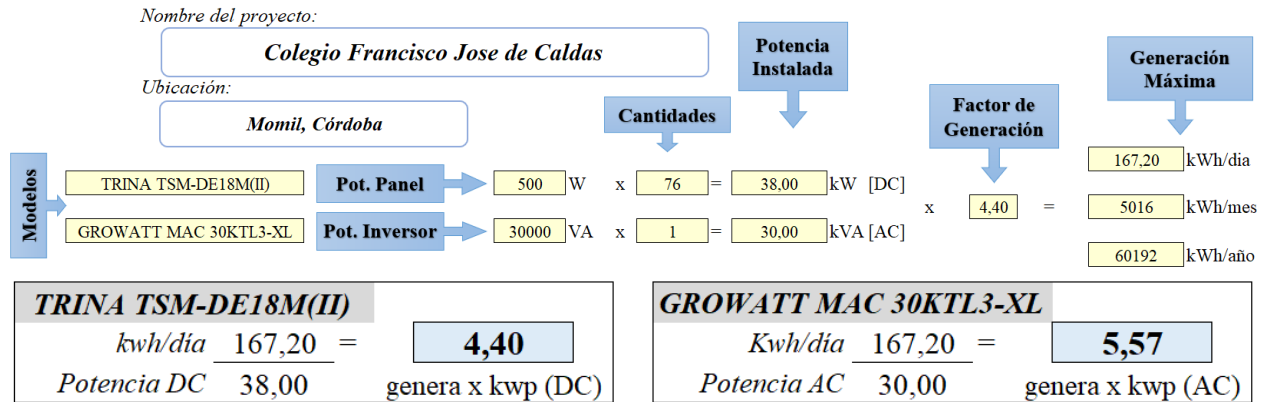 Nombre del proyecto:
Colegio Francisco Jose de Caldas
Ubicación:
Momil, Córdoba
Potencia
Instalada
Cantidades
Factor de
Generación
Generación
Máxima
Modelos
TRINA TSM-DE18M(II) Pot. Panel 500 W x 76 = 38,00 kW [DC]
GROWATT MAC 30KTL3-XL Pot. Inversor 30000 VA x 1 = 30,00 kVA [AC]
x 4,40 =
167,20 kWh/dia
5016 kWh/mes
60192 kWh/año
TRINA TSM-DE18M(II)
kwh/día 167,20 = 4,40
Potencia DC 38,00 genera x kwp (DC)
GROWATT MAC 30KTL3-XL
Kwh/día 167,20 = 5,57
Potencia AC 30,00 genera x kwp (AC)